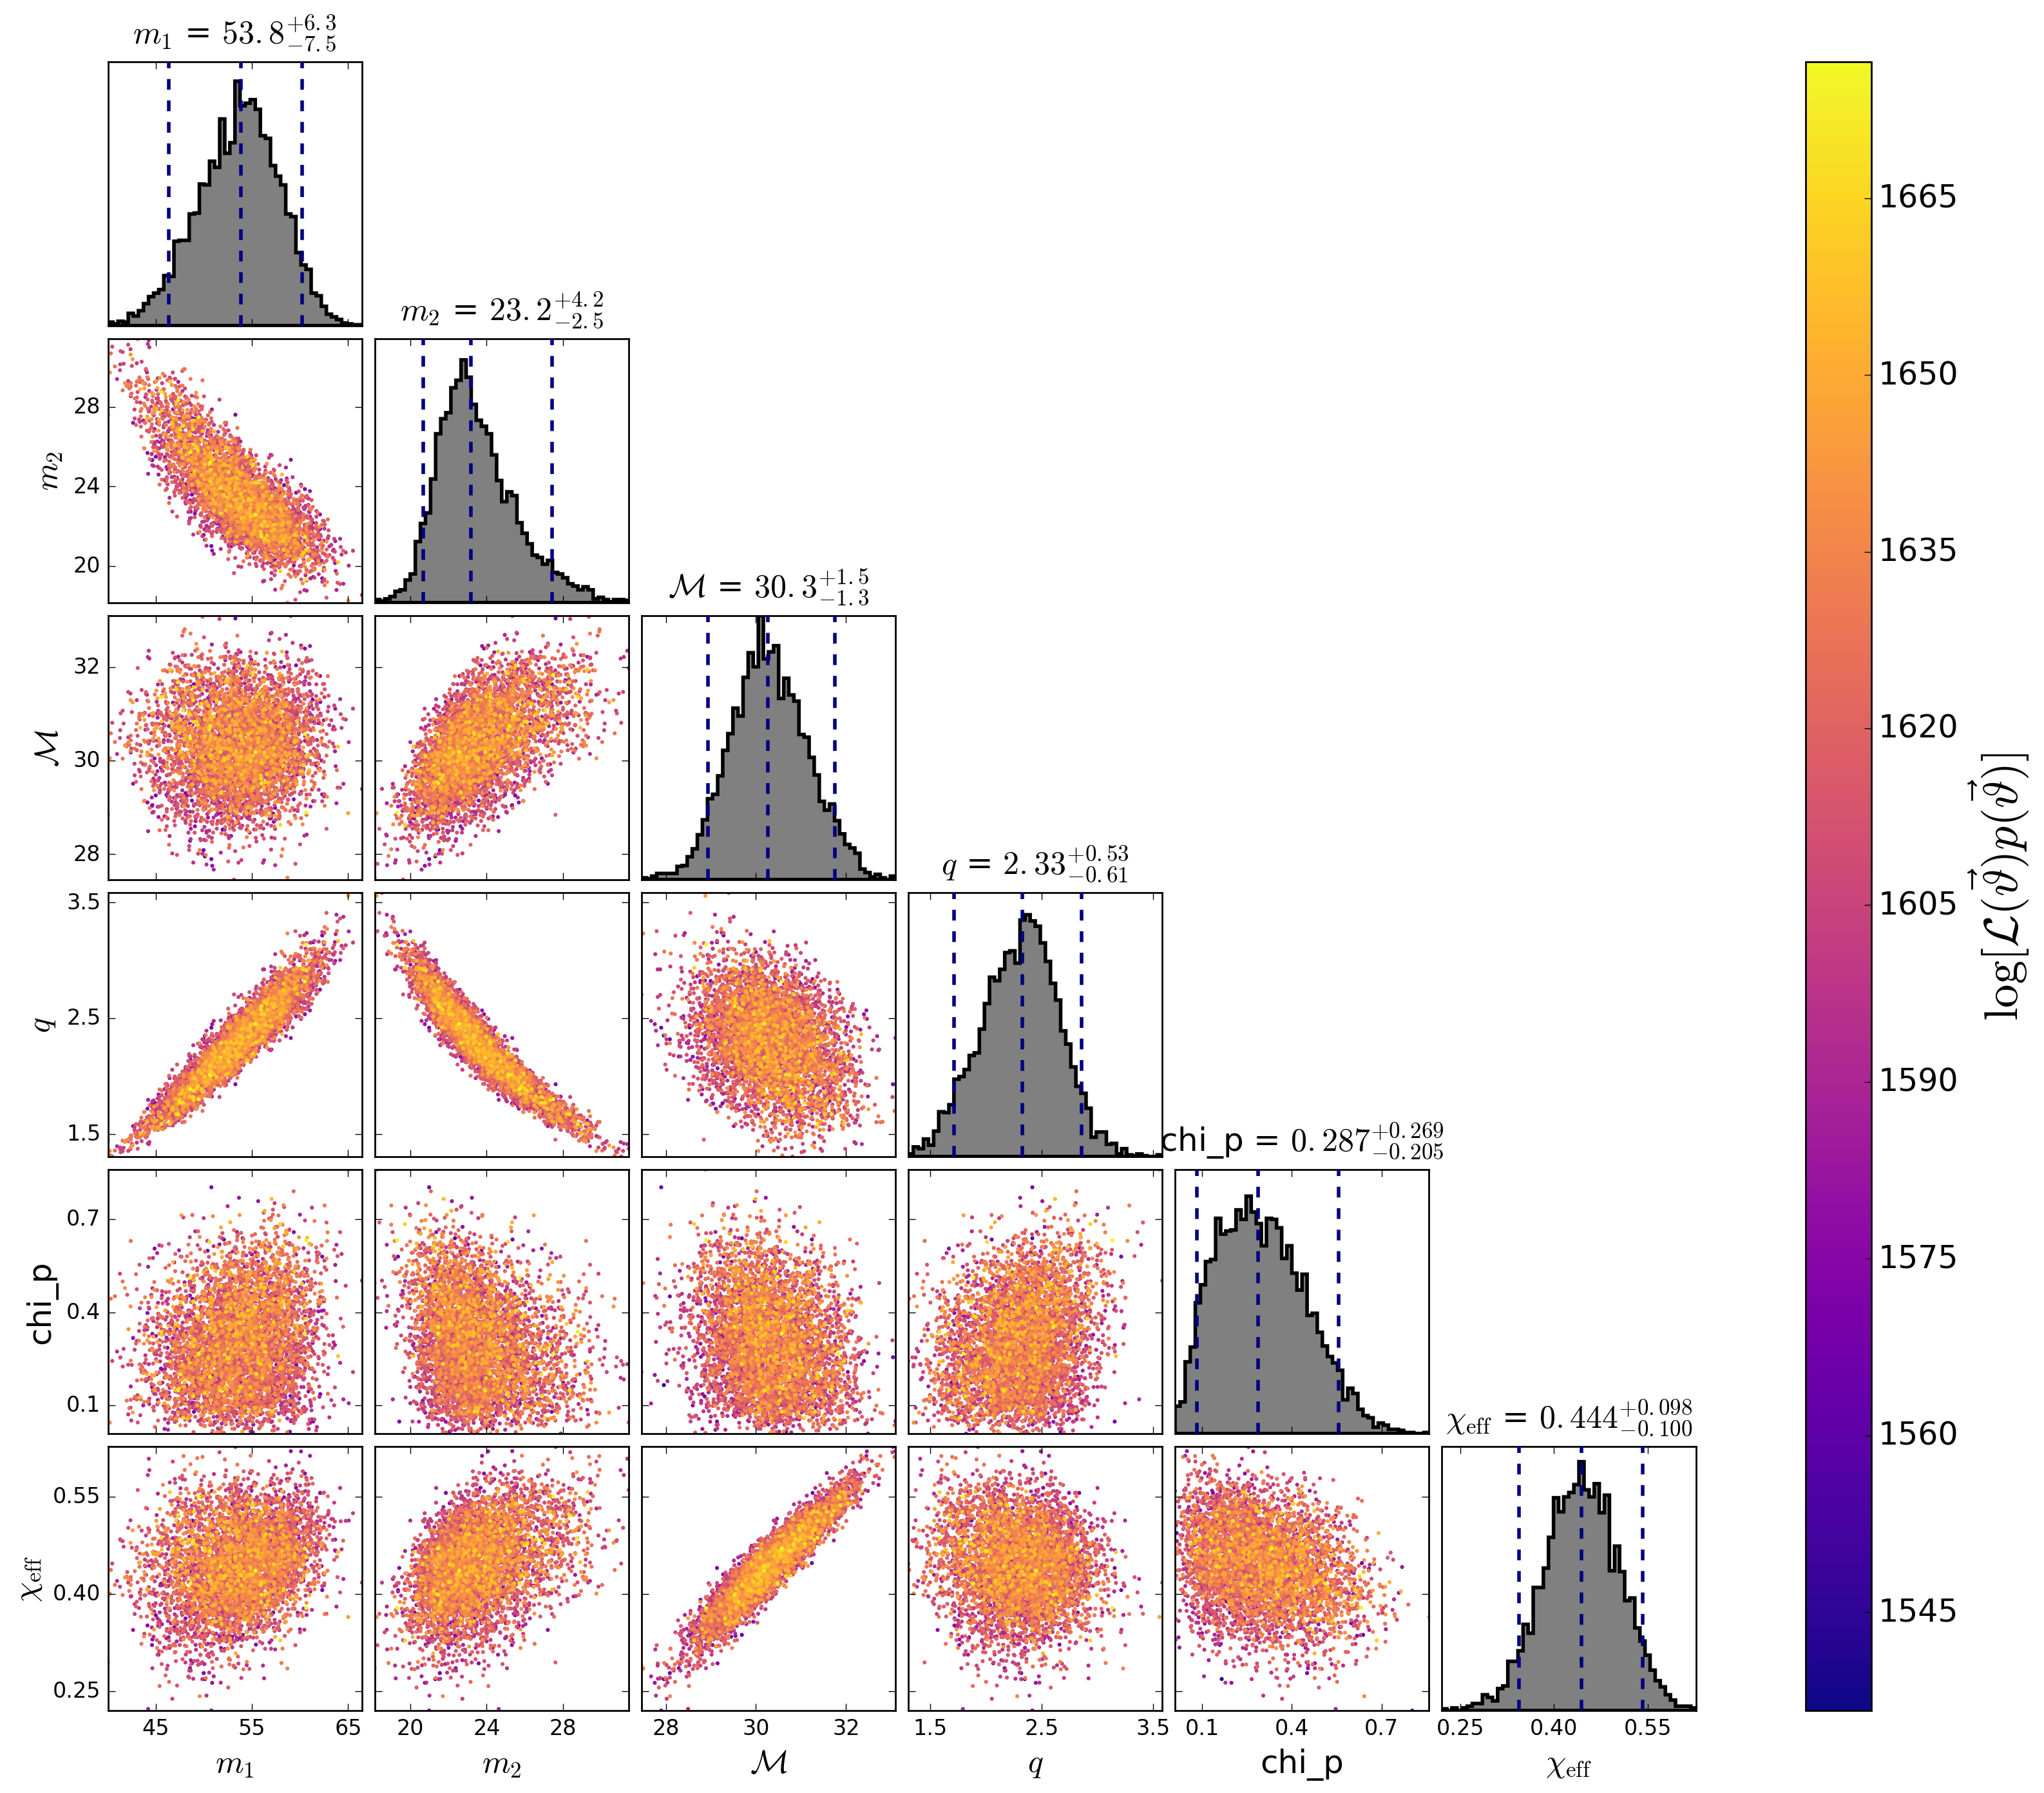 m₁ = 53.8 +6.3 −7.5
m₂ = 23.2 +4.2 −2.5
ℳ = 30.3 +1.5 −1.3
q = 2.33 +0.53 −0.61
chi_p = 0.287 +0.269 −0.205
χeff = 0.444 +0.098 −0.100
m₂
28
24
20
ℳ
32
30
28
q
3.5
2.5
1.5
chi_p
0.7
0.4
0.1
χeff
0.55
0.40
0.25
45 55 65
20 24 28
28 30 32
1.5 2.5 3.5
0.1 0.4 0.7
0.25 0.40 0.55
m₁
m₂
ℳ
q
chi_p
χeff
1665
1650
1635
1620
1605
1590
1575
1560
1545
log[ℒ(ϑ⃗)p(ϑ⃗)]